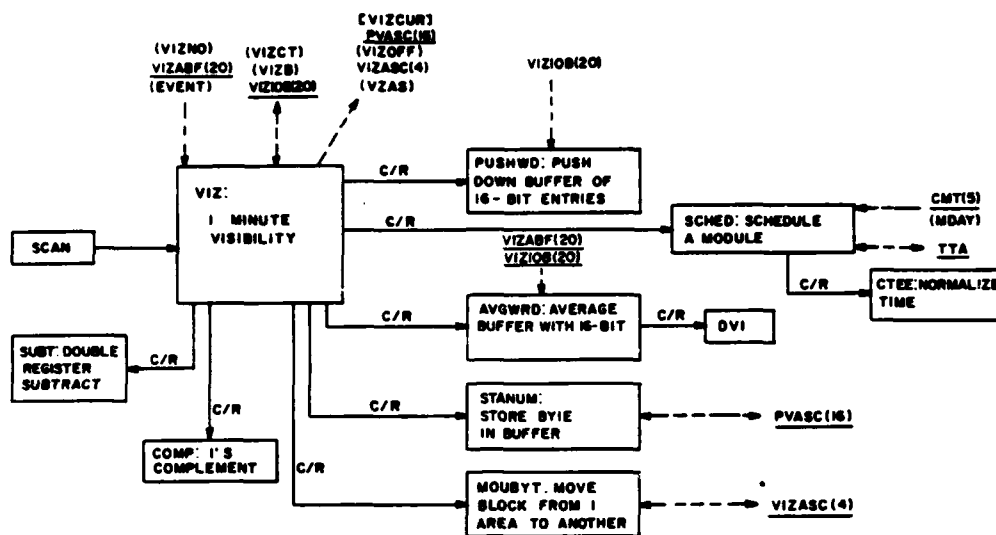 [VIZCUR]
PVASC(16)
(VIZNO)
(VIZCT)
(VIZOFF)
VIZABF(20)
(VIZB)
VIZASC(4)
VIZIOB(20)
(EVENT)
VIZIOB(20)
(VZAS)
C/R
PUSHWD: PUSH
DOWN BUFFER OF
16-BIT ENTRIES
VIZ:
1 MINUTE
VISIBILITY
C/R
SCHED: SCHEDULE
A MODULE
CMT(5)
(MDAY)
TTA
SCAN
VIZABF(20)
VIZIOB(20)
C/R
CTEE: NORMALIZE
TIME
C/R
AVGWRD: AVERAGE
BUFFER WITH 16-BIT
C/R
DVI
SUBT: DOUBLE
REGISTER
SUBTRACT
C/R
C/R
STANUM:
STORE BYIE
IN BUFFER
PVASC(16)
C/R
COMP: 1'S
COMPLEMENT
C/R
MOUBYT. MOVE
BLOCK FROM 1
AREA TO ANOTHER
VIZASC(4)